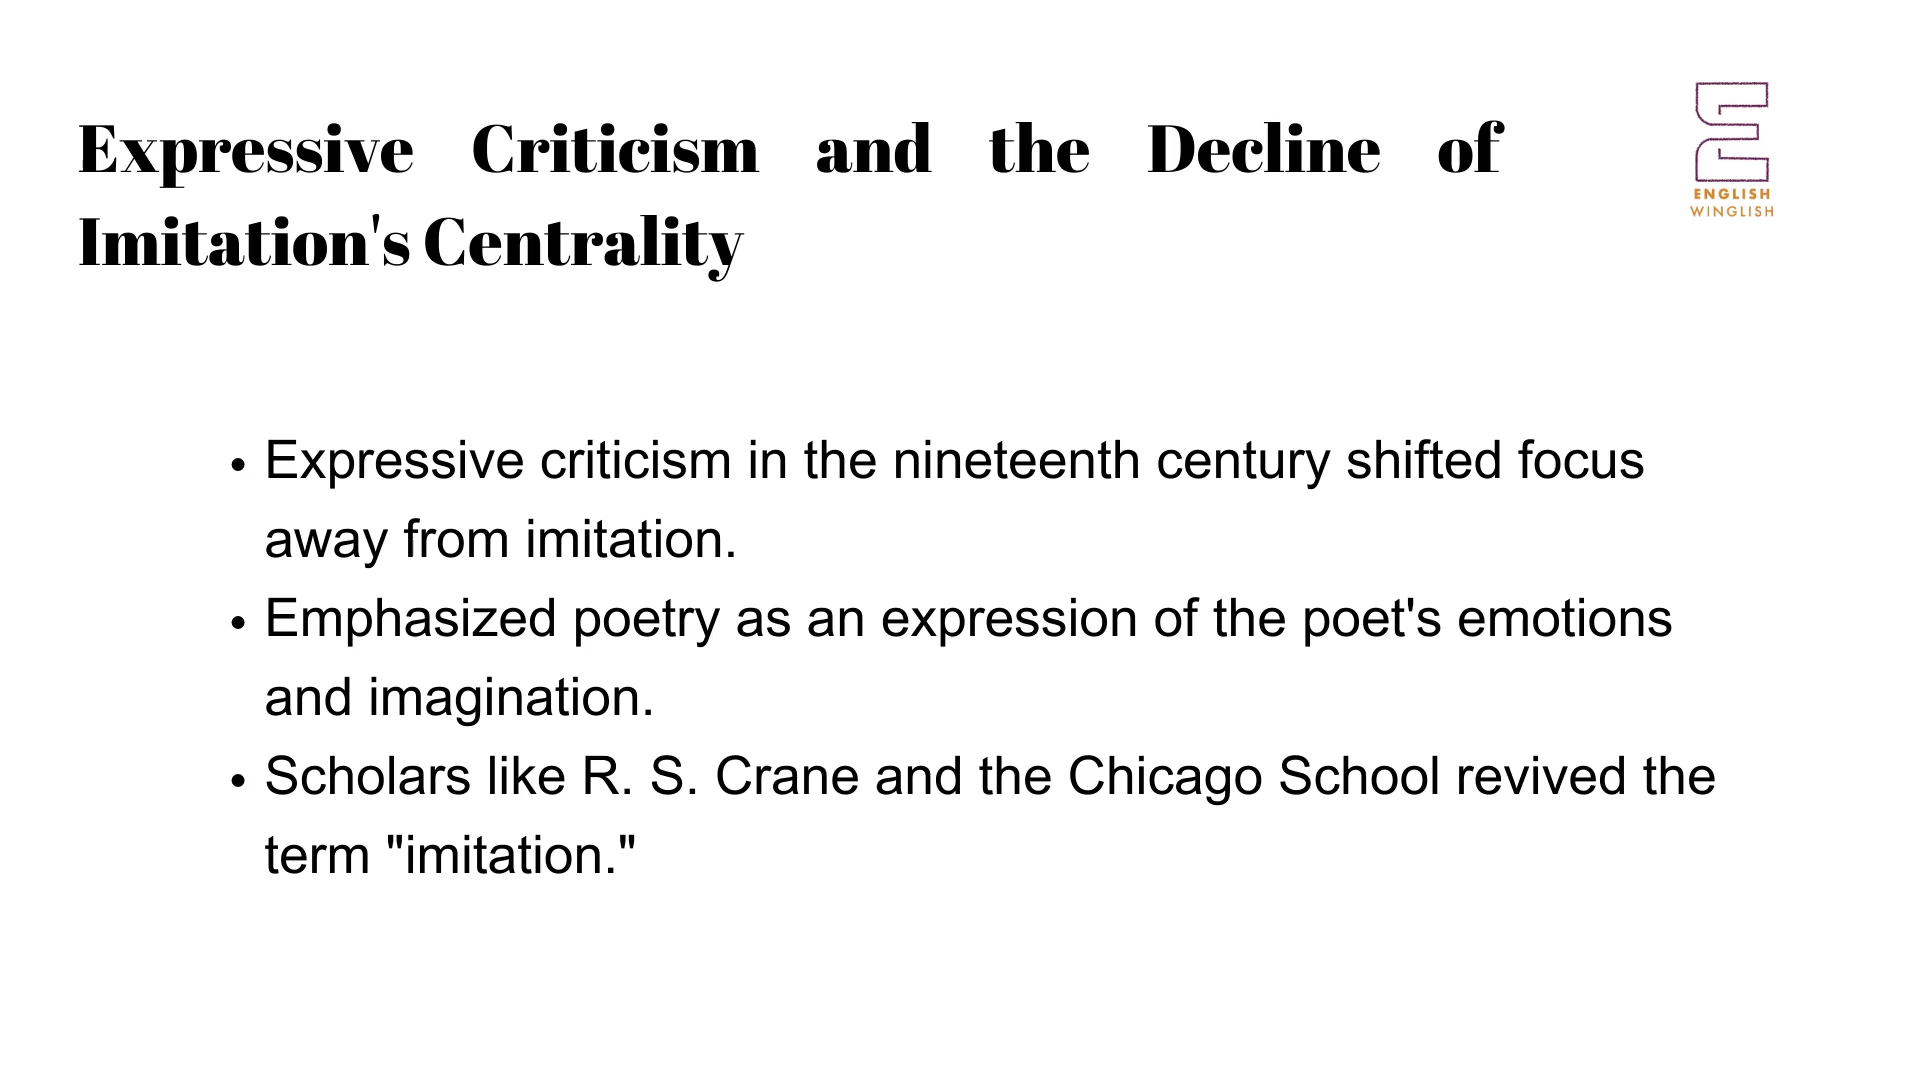 Expressive Criticism and the Decline of
Imitation's Centrality
ENGLISH
WINGLISH
• Expressive criticism in the nineteenth century shifted focus
away from imitation.
• Emphasized poetry as an expression of the poet's emotions
and imagination.
• Scholars like R. S. Crane and the Chicago School revived the
term "imitation."